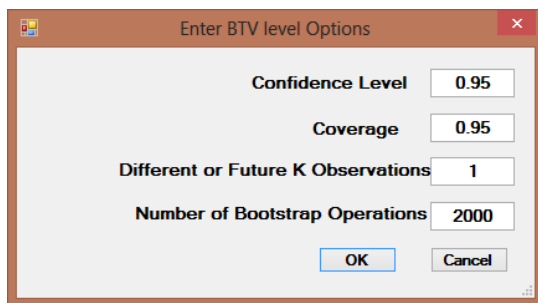 Enter BTV level Options
Confidence Level 0.95
Coverage 0.95
Different or Future K Observations 1
Number of Bootstrap Operations 2000
OK Cancel